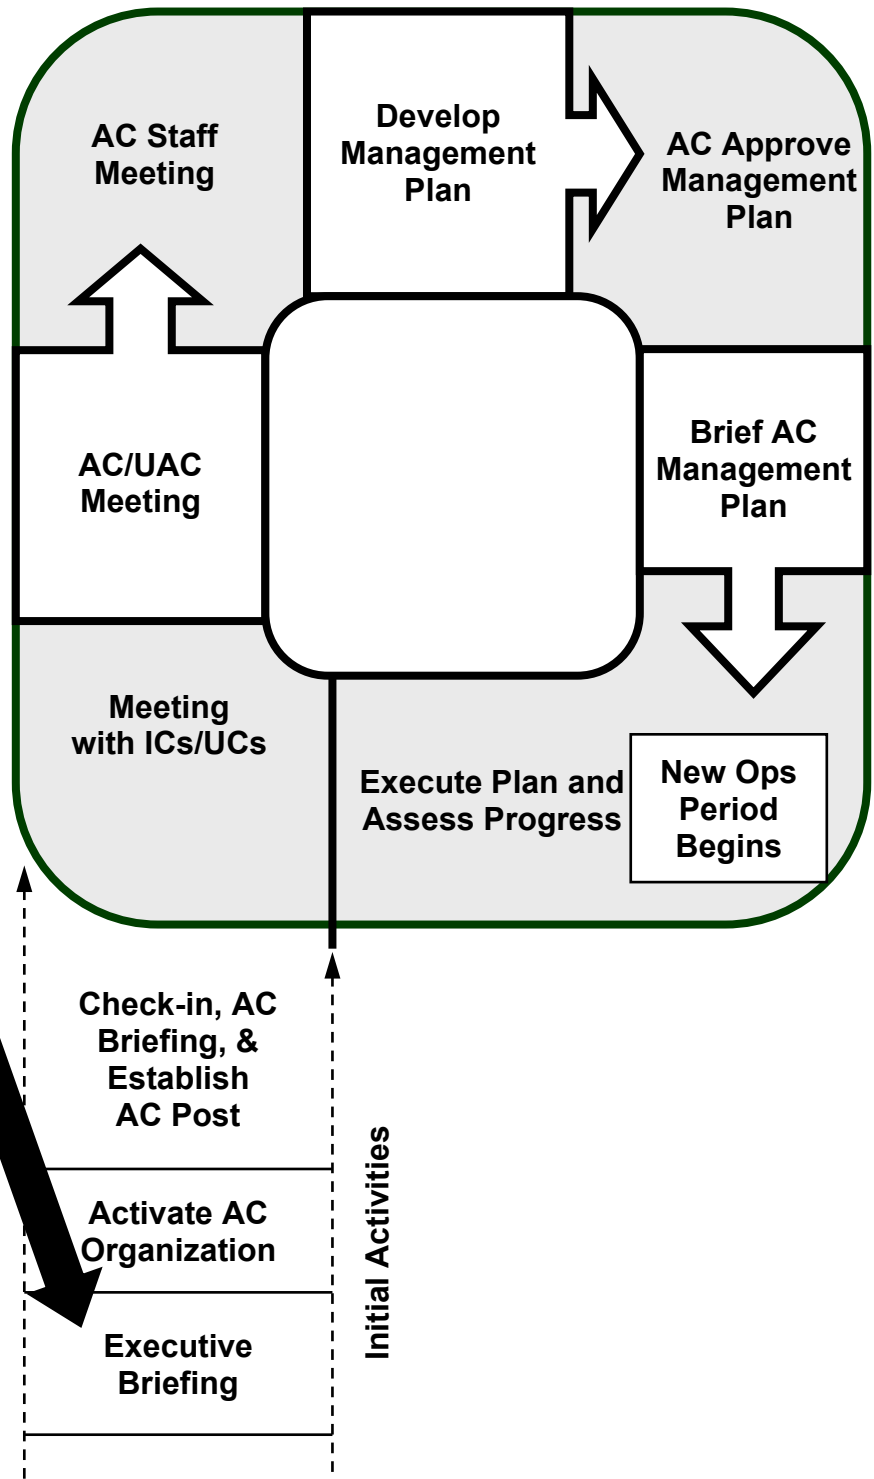 AC Staff
Meeting
Develop
Management
Plan
AC Approve
Management
Plan
AC/UAC
Meeting
Brief AC
Management
Plan
Meeting
with ICs/UCs
Execute Plan and
Assess Progress
New Ops
Period
Begins
Check-in, AC
Briefing, &
Establish
AC Post
Activate AC
Organization
Executive
Briefing
Initial Activities